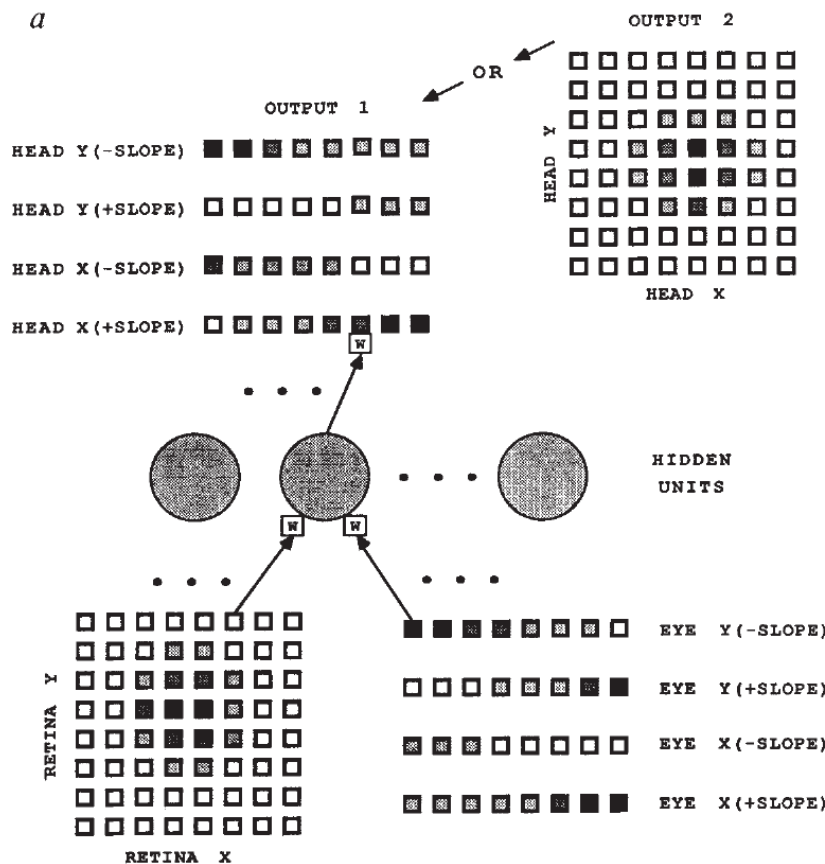 a
OUTPUT 2
OR
OUTPUT 1
HEAD Y
HEAD Y(-SLOPE)
HEAD Y(+SLOPE)
HEAD X(-SLOPE)
HEAD X
HEAD X(+SLOPE)
W
HIDDEN
UNITS
W W
EYE Y(-SLOPE)
RETINA Y
EYE Y(+SLOPE)
EYE X(-SLOPE)
EYE X(+SLOPE)
RETINA X